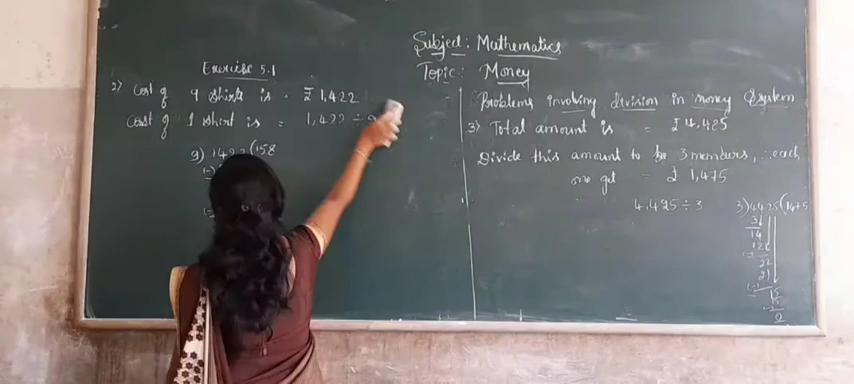 Subject: Mathematics
Topic: Money
Exercise 5.1
2) Cost of 9 shirts is = ₹ 1,422
Cost of 1 shirt is = 1,422 ÷ 9
9) 1422 (158
(-)
(-)
Problems involving division in money system
3) Total amount is = ₹ 4,425
Divide this amount to be 3 members, ∴ each
one get = ₹ 1,475
4,425 ÷ 3
3) 4425 (1475
3
14
12
22
21
15
15
0